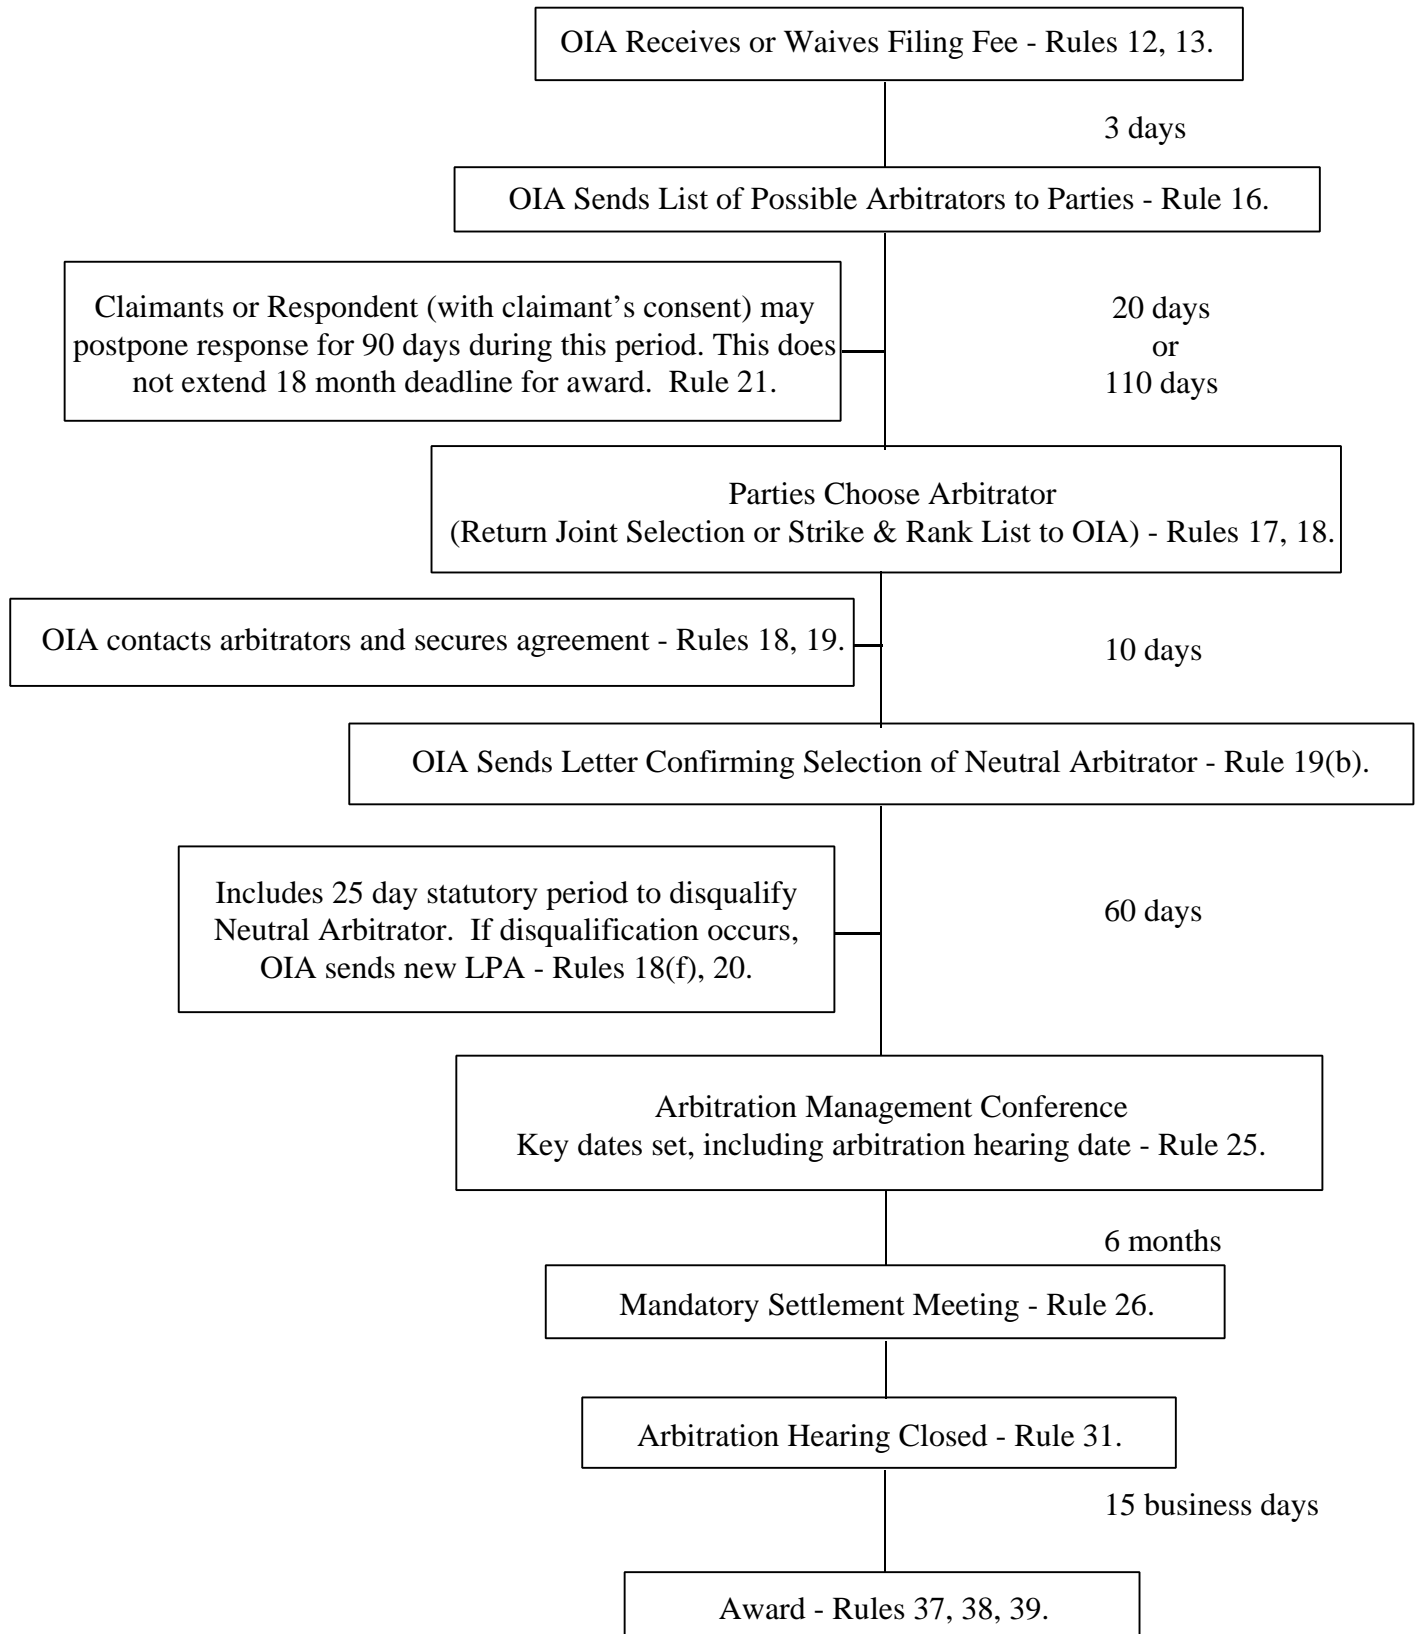 OIA Receives or Waives Filing Fee - Rules 12, 13.
3 days
OIA Sends List of Possible Arbitrators to Parties - Rule 16.
Claimants or Respondent (with claimant’s consent) may
postpone response for 90 days during this period. This does
not extend 18 month deadline for award. Rule 21.
20 days
or
110 days
Parties Choose Arbitrator
(Return Joint Selection or Strike & Rank List to OIA) - Rules 17, 18.
OIA contacts arbitrators and secures agreement - Rules 18, 19.
10 days
OIA Sends Letter Confirming Selection of Neutral Arbitrator - Rule 19(b).
Includes 25 day statutory period to disqualify
Neutral Arbitrator. If disqualification occurs,
OIA sends new LPA - Rules 18(f), 20.
60 days
Arbitration Management Conference
Key dates set, including arbitration hearing date - Rule 25.
6 months
Mandatory Settlement Meeting - Rule 26.
Arbitration Hearing Closed - Rule 31.
15 business days
Award - Rules 37, 38, 39.